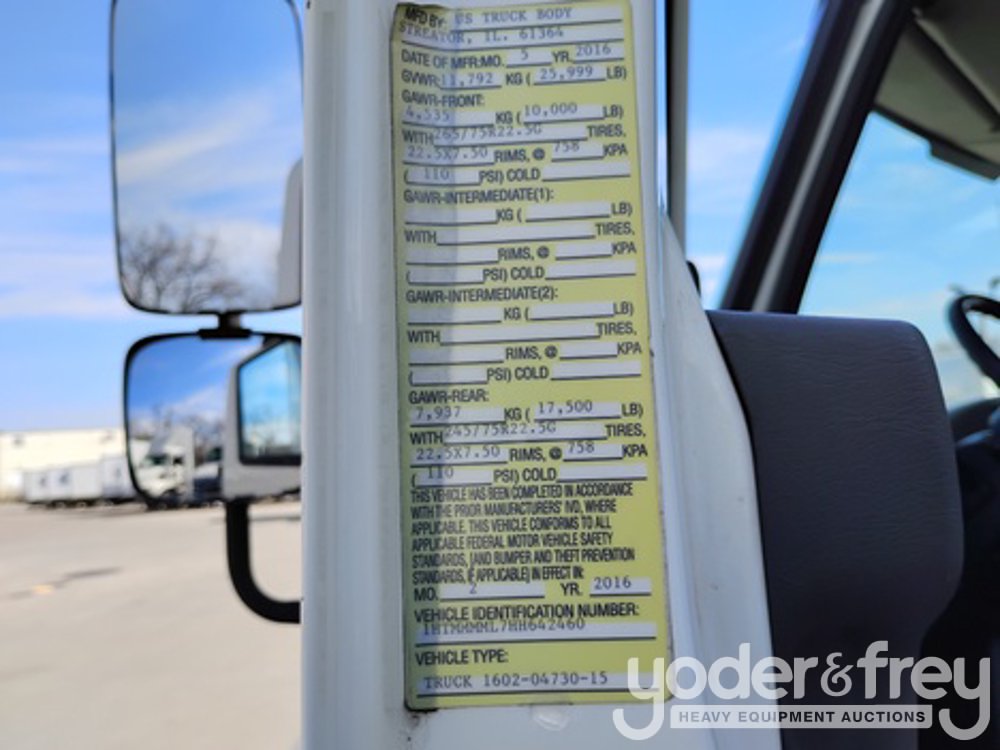 MFD BY: US TRUCK BODY
STREATOR, IL. 61364
DATE OF MFR: MO. 5 YR. 2016
GVWR: 11,792 KG ( 25,999 LB)
GAWR-FRONT:
4,535 KG ( 10,000 LB)
WITH 265/75R22.5G TIRES,
22.5X7.50 RIMS, @ 758 KPA
( 110 PSI) COLD
GAWR-INTERMEDIATE(1):
KG ( LB)
WITH TIRES,
RIMS, @ KPA
( PSI) COLD
GAWR-INTERMEDIATE(2):
KG ( LB)
WITH TIRES,
RIMS, @ KPA
( PSI) COLD
GAWR-REAR:
7,937 KG ( 17,500 LB)
WITH 245/75R22.5G TIRES,
22.5X7.50 RIMS, @ 758 KPA
( 110 PSI) COLD
THIS VEHICLE HAS BEEN COMPLETED IN ACCORDANCE
WITH THE PRIOR MANUFACTURERS' IVD, WHERE
APPLICABLE. THIS VEHICLE CONFORMS TO ALL
APPLICABLE FEDERAL MOTOR VEHICLE SAFETY
STANDARDS, [AND BUMPER AND THEFT PREVENTION
STANDARDS, IF APPLICABLE] IN EFFECT IN:
MO. 2 YR. 2016
VEHICLE IDENTIFICATION NUMBER:
1HTMMMML7HH642460
VEHICLE TYPE:
TRUCK 1602-04730-15
yoder&frey
HEAVY EQUIPMENT AUCTIONS